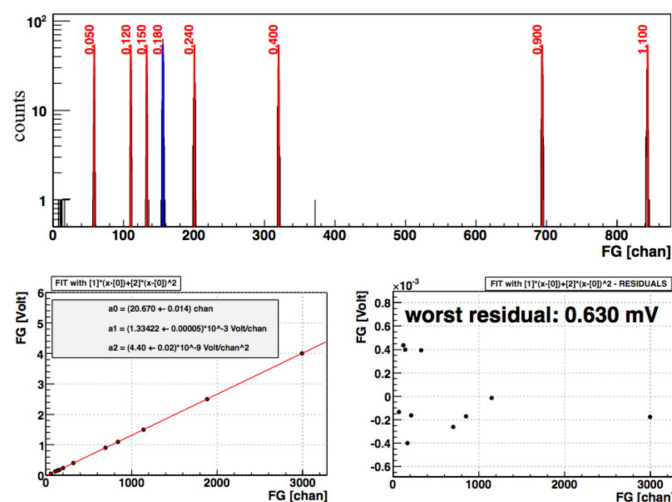 10²
0.050
0.120
0.150
0.180
0.240
0.400
0.900
1.100
counts
10
1
0 100 200 300 400 500 600 700 800
FG [chan]
FIT with [1]*(x-[0])+[2]*(x-[0])^2
FG [Volt]
6
5
4
3
2
1
0
a0 = (20.670 +- 0.014) chan
a1 = (1.33422 +- 0.00005)*10^-3 Volt/chan
a2 = (4.40 +- 0.02)*10^-9 Volt/chan^2
0 1000 2000 3000
FG [chan]
×10⁻³
FIT with [1]*(x-[0])+[2]*(x-[0])^2 - RESIDUALS
FG [Volt]
worst residual: 0.630 mV
0.8
0.6
0.4
0.2
0
-0.2
-0.4
-0.6
0 1000 2000 3000
FG [chan]